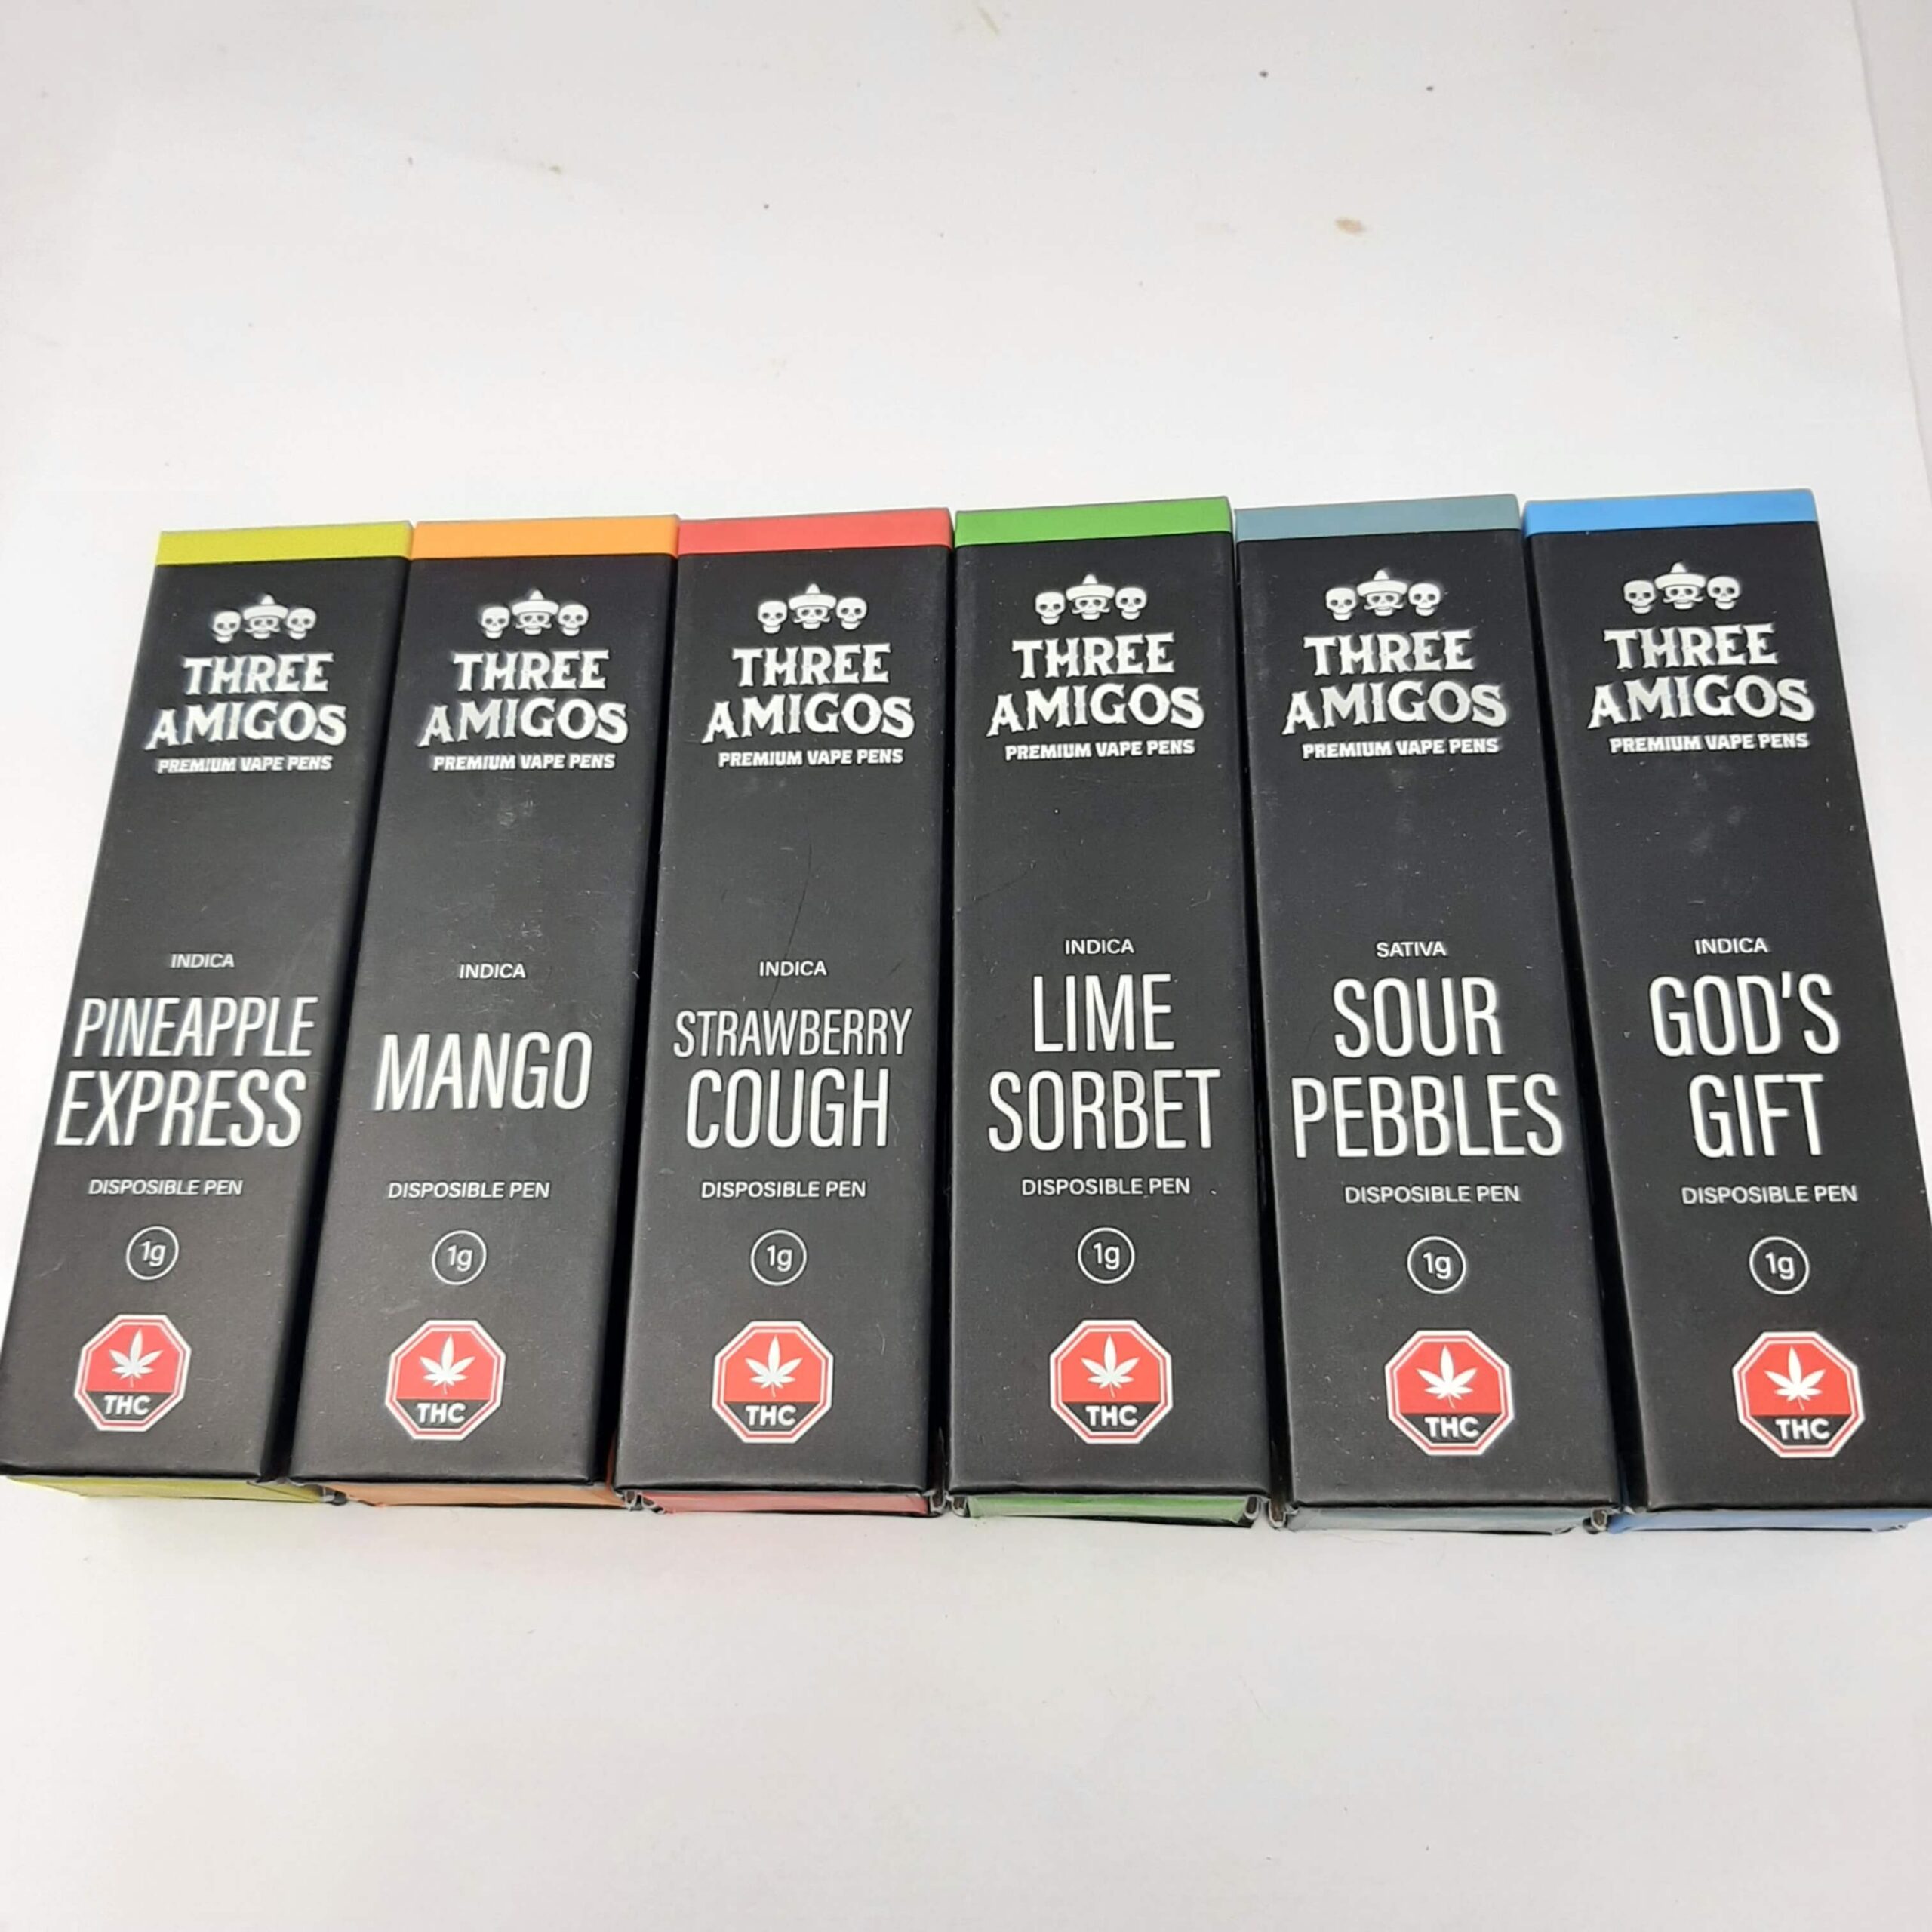 THREE
AMIGOS
PREMIUM VAPE PENS
INDICA
PINEAPPLE
EXPRESS
DISPOSIBLE PEN
1g
THC
THREE
AMIGOS
PREMIUM VAPE PENS
INDICA
MANGO
DISPOSIBLE PEN
1g
THC
THREE
AMIGOS
PREMIUM VAPE PENS
INDICA
STRAWBERRY
COUGH
DISPOSIBLE PEN
1g
THC
THREE
AMIGOS
PREMIUM VAPE PENS
INDICA
LIME
SORBET
DISPOSIBLE PEN
1g
THC
THREE
AMIGOS
PREMIUM VAPE PENS
SATIVA
SOUR
PEBBLES
DISPOSIBLE PEN
1g
THC
THREE
AMIGOS
PREMIUM VAPE PENS
INDICA
GOD'S
GIFT
DISPOSIBLE PEN
1g
THC